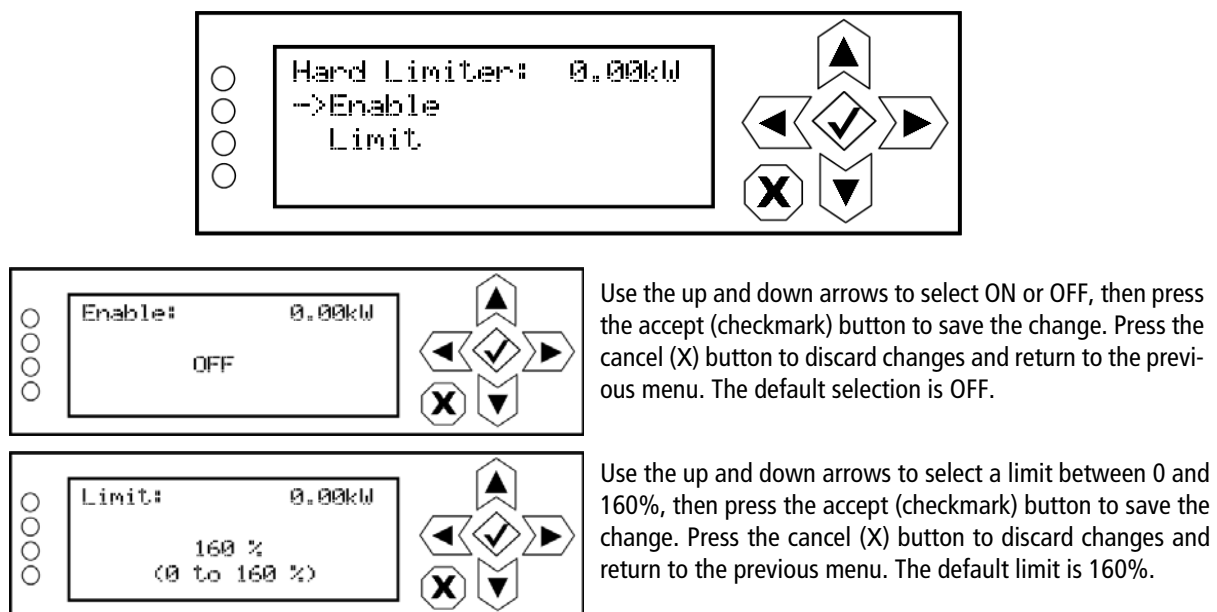 Hard Limiter: 0.00kW
->Enable
Limit
X
Enable: 0.00kW
OFF
X
Use the up and down arrows to select ON or OFF, then press
the accept (checkmark) button to save the change. Press the
cancel (X) button to discard changes and return to the previ-
ous menu. The default selection is OFF.
Limit: 0.00kW
160 %
(0 to 160 %)
X
Use the up and down arrows to select a limit between 0 and
160%, then press the accept (checkmark) button to save the
change. Press the cancel (X) button to discard changes and
return to the previous menu. The default limit is 160%.